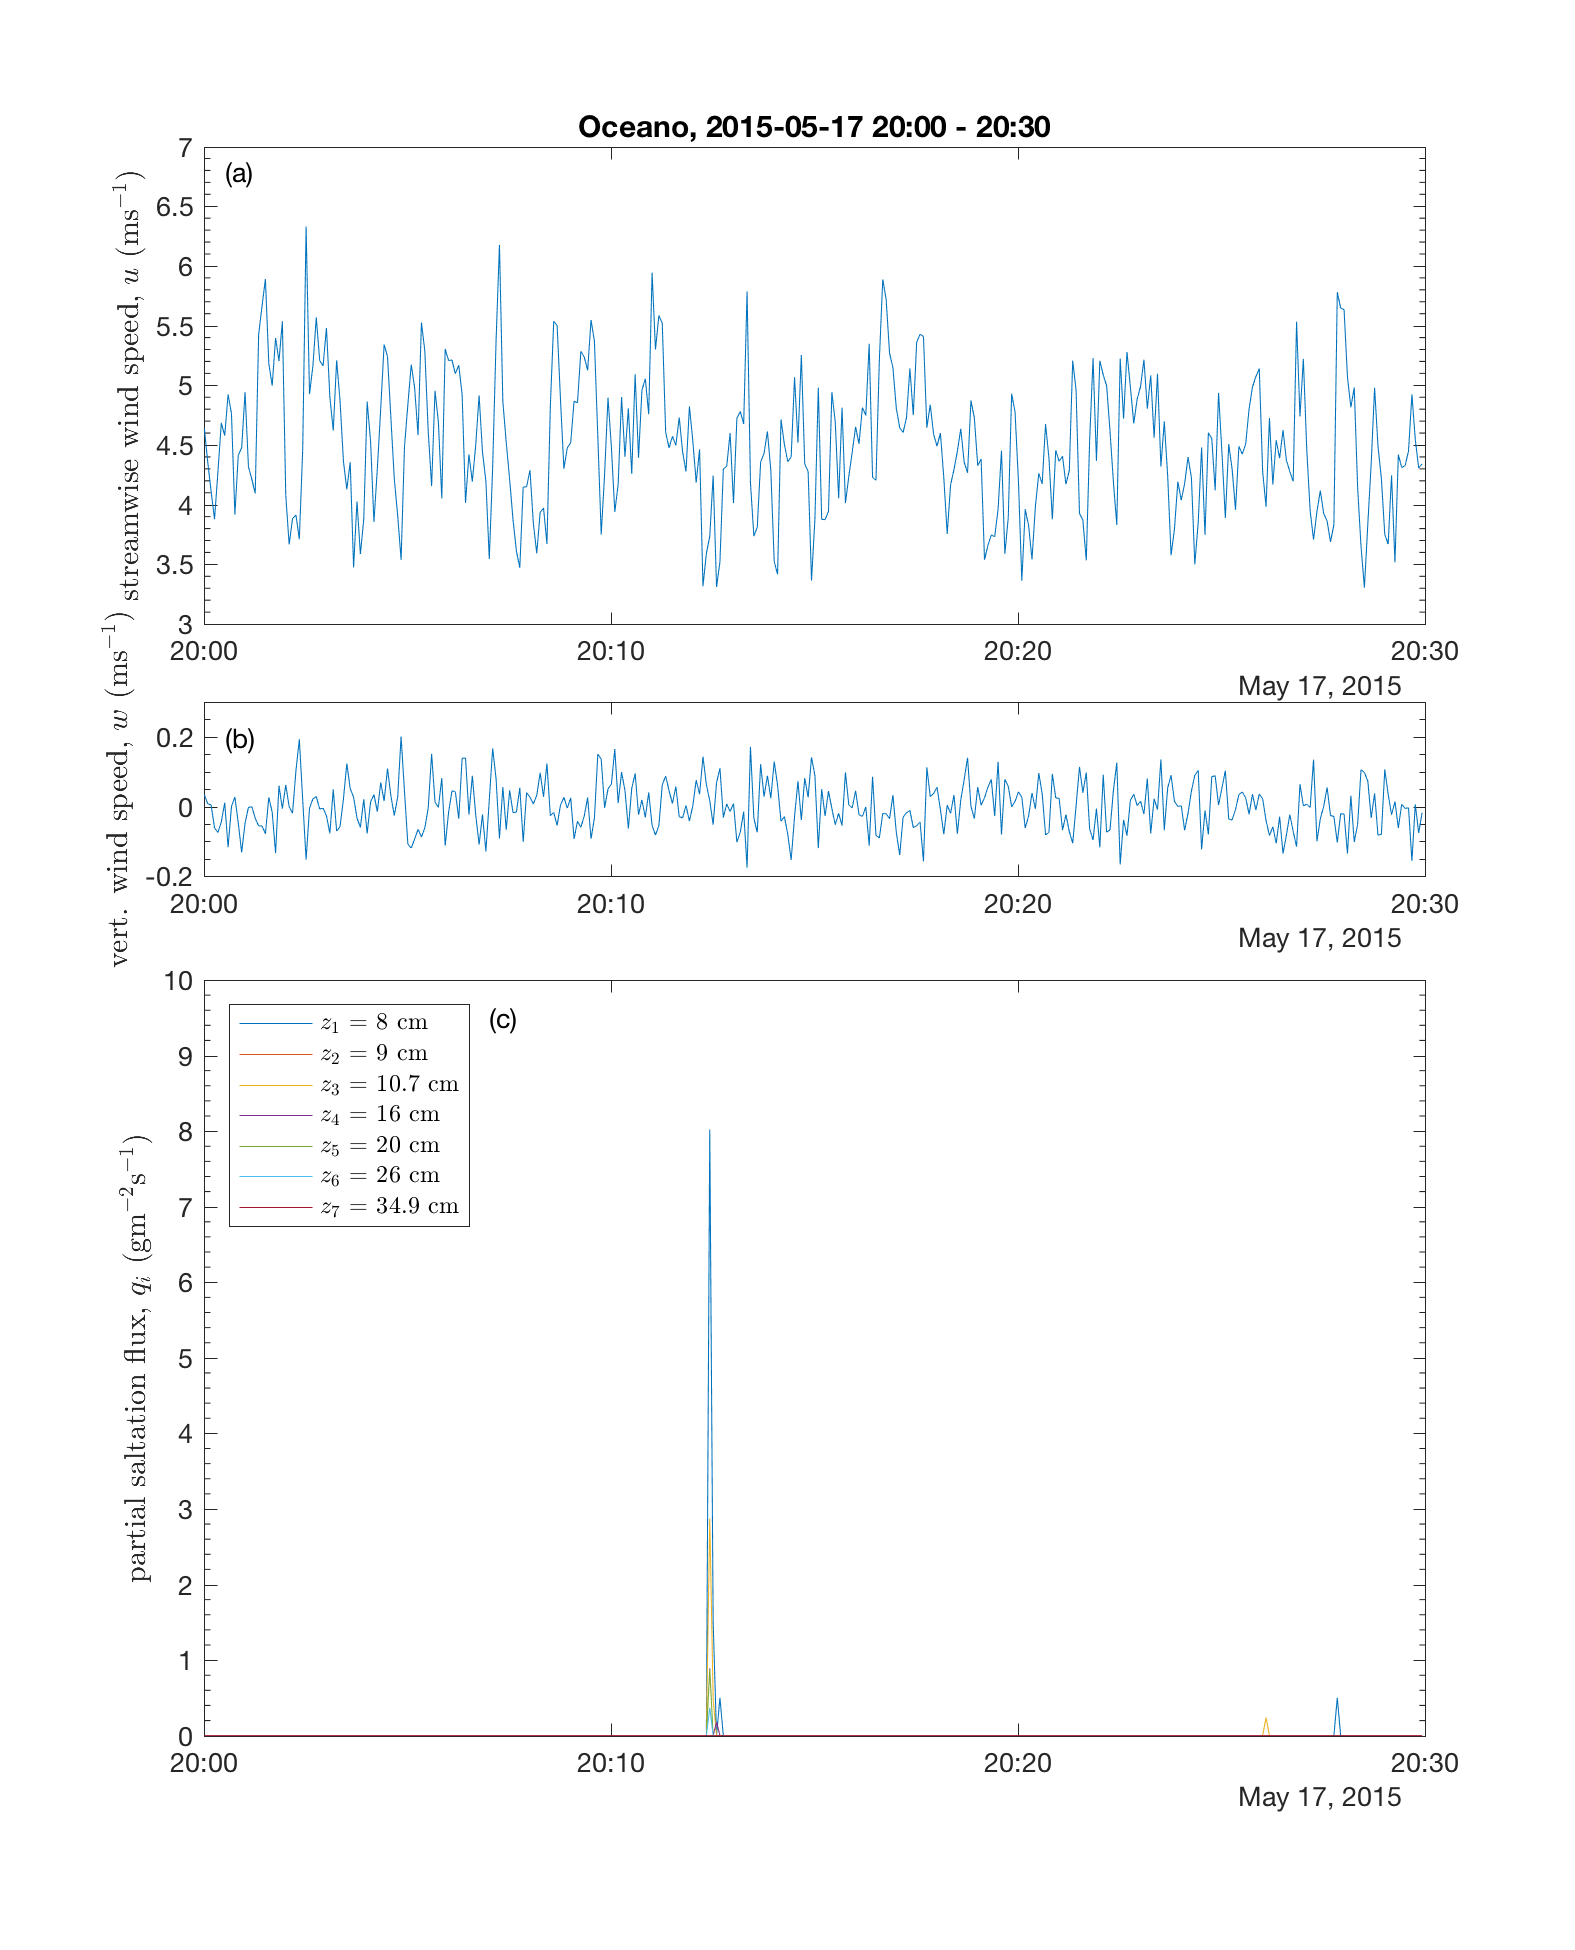 Oceano, 2015-05-17 20:00 - 20:30
(a)
streamwise wind speed, u (ms⁻¹)
7
6.5
6
5.5
5
4.5
4
3.5
3
20:00 20:10 20:20 20:30
May 17, 2015
(b)
vert. wind speed, w (ms⁻¹)
0.2
0
-0.2
20:00 20:10 20:20 20:30
May 17, 2015
(c)
partial saltation flux, qᵢ (gm⁻²s⁻¹)
10
9
8
7
6
5
4
3
2
1
0
z₁ = 8 cm
z₂ = 9 cm
z₃ = 10.7 cm
z₄ = 16 cm
z₅ = 20 cm
z₆ = 26 cm
z₇ = 34.9 cm
20:00 20:10 20:20 20:30
May 17, 2015